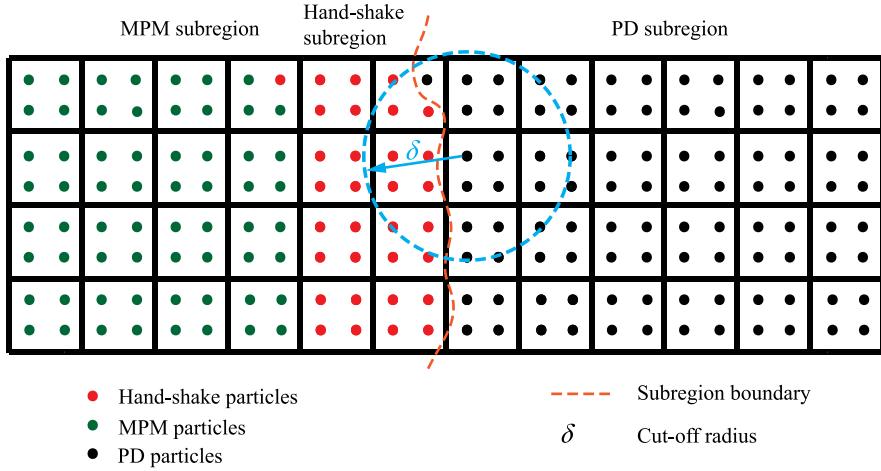 MPM subregion
Hand-shake
subregion
PD subregion
δ
Hand-shake particles
MPM particles
PD particles
Subregion boundary
δ Cut-off radius